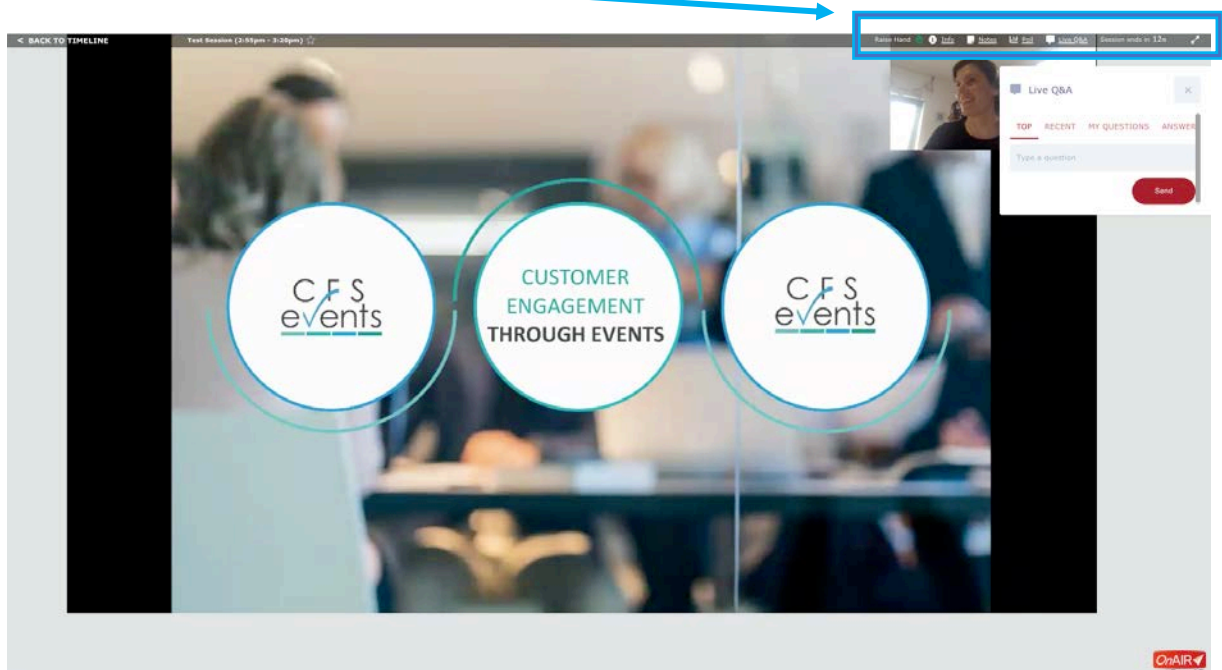 < BACK TO TIMELINE
Test Session (2:55pm - 3:20pm)
Raise Hand
Info
Notes
Poll
Live Q&A
Session ends in 12m
Live Q&A
TOP RECENT MY QUESTIONS ANSWER
Type a question
Send
CFS
events
CUSTOMER
ENGAGEMENT
THROUGH EVENTS
CFS
events
OnAIR